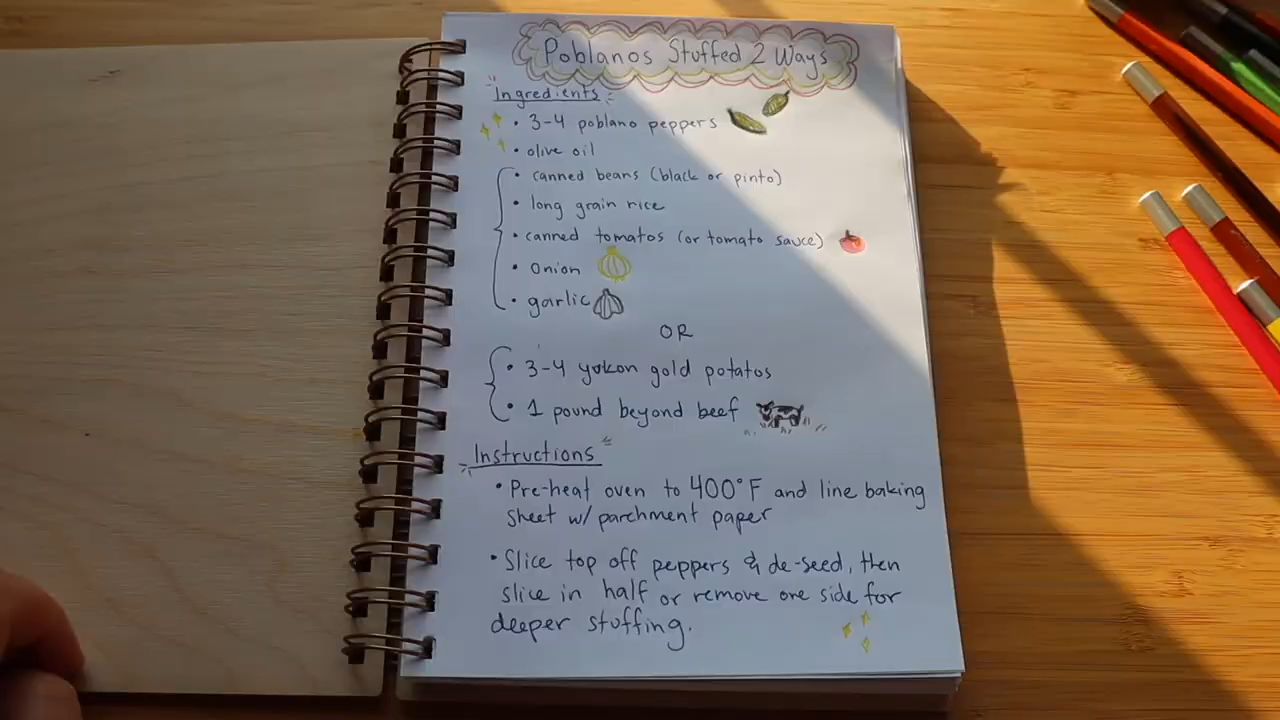 Poblanos Stuffed 2 Ways
Ingredients
• 3-4 poblano peppers
• olive oil
• canned beans (black or pinto)
• long grain rice
• canned tomatos (or tomato sauce)
• onion
• garlic
OR
• 3-4 yukon gold potatos
• 1 pound beyond beef
Instructions
• Pre-heat oven to 400°F and line baking
sheet w/ parchment paper
• Slice top off peppers & de-seed, then
slice in half or remove one side for
deeper stuffing.